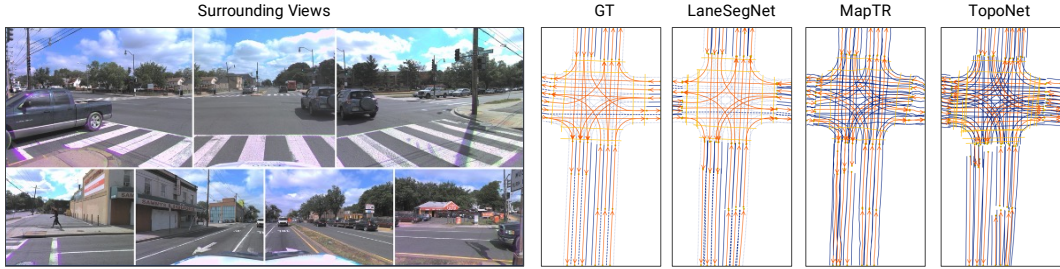 Surrounding Views
GT
LaneSegNet
MapTR
TopoNet